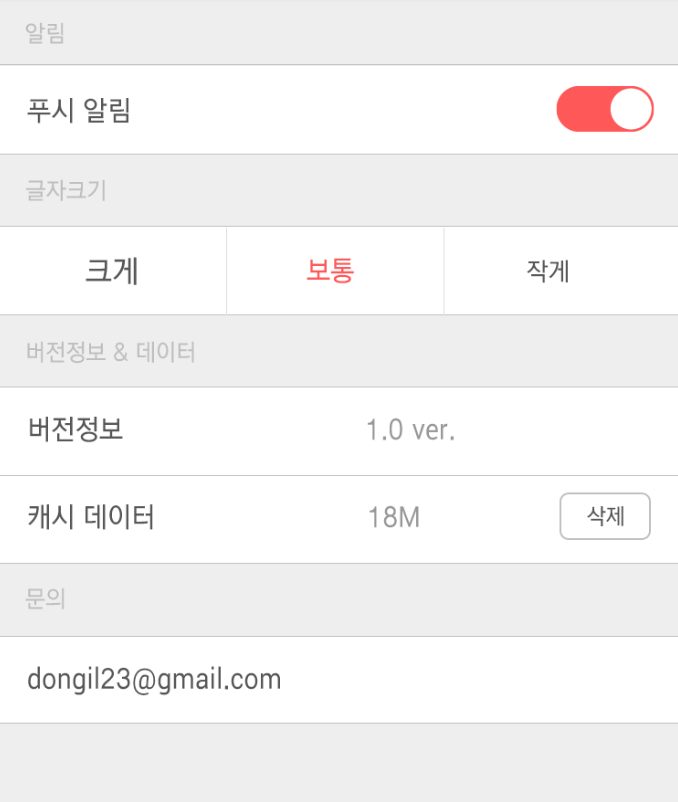 알림
푸시 알림
글자크기
크게 보통 작게
버전정보 & 데이터
버전정보 1.0 ver.
캐시 데이터 18M 삭제
문의
dongil23@gmail.com